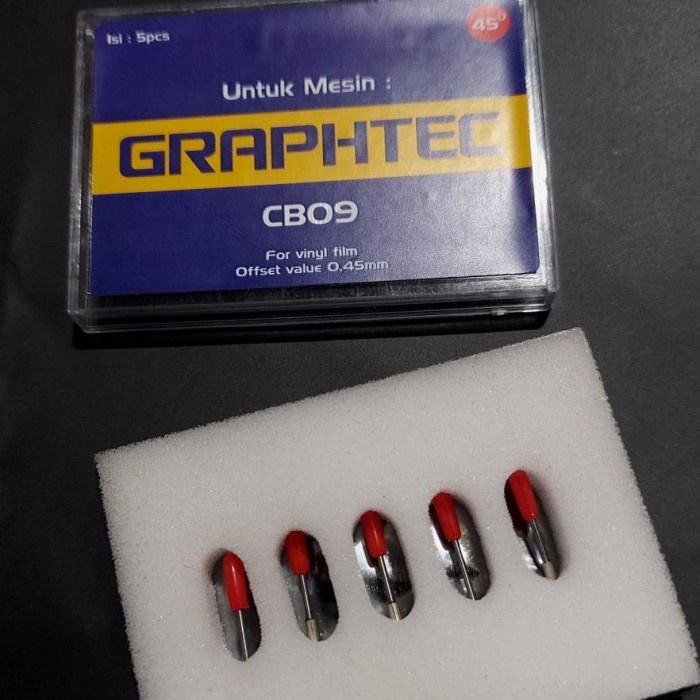 Isi : 5pcs
45°
Untuk Mesin :
GRAPHTEC
CB09
For vinyl film
Offset value 0,45mm